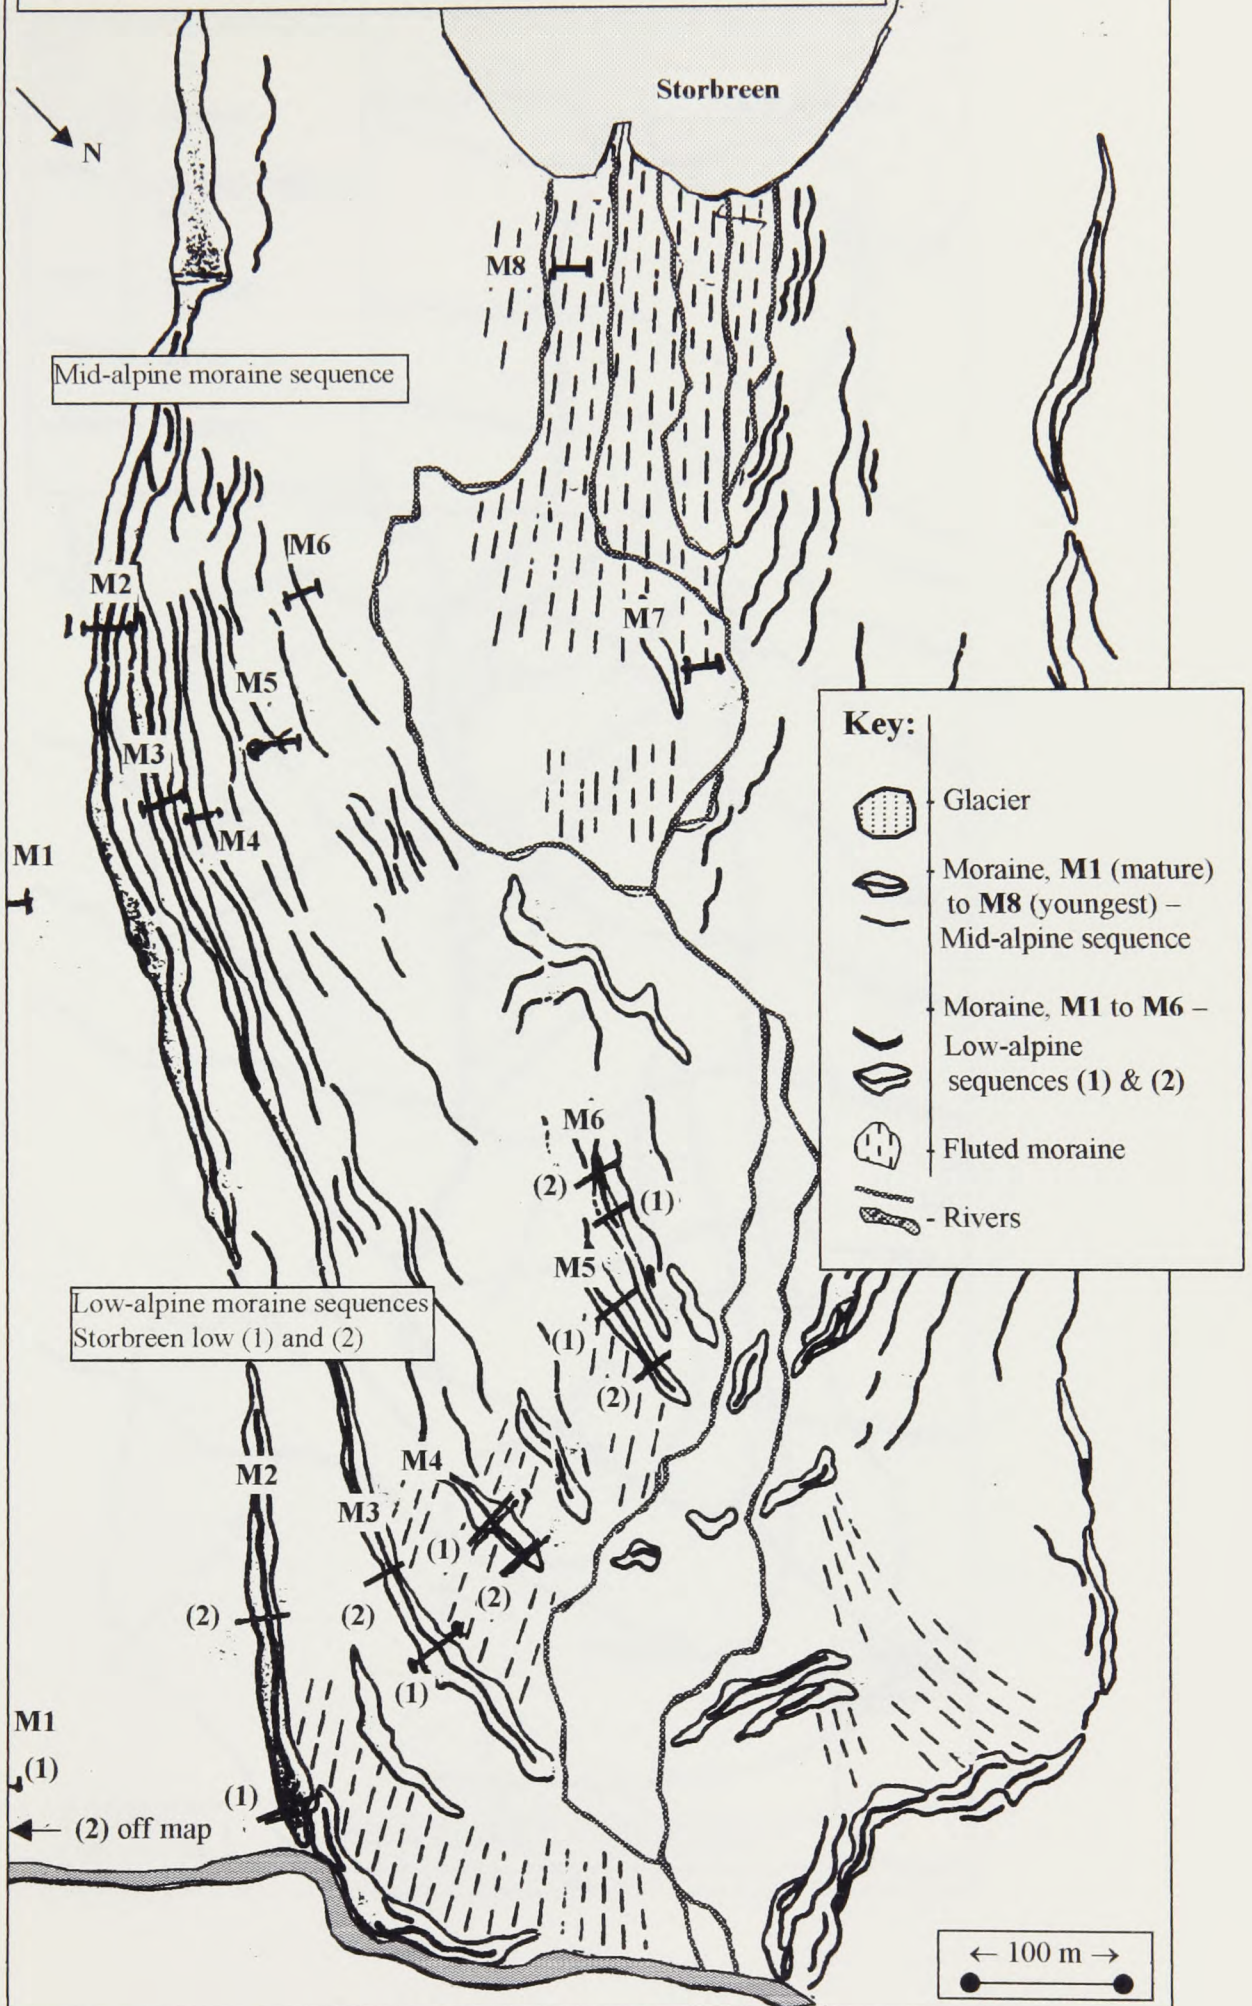 Storbreen
N
M8
Mid-alpine moraine sequence
M6
M2
M7
M5
Key:
M3
Glacier
M4
M1
Moraine, M1 (mature)
to M8 (youngest) –
Mid-alpine sequence
Moraine, M1 to M6 –
Low-alpine
sequences (1) & (2)
M6
Fluted moraine
(2)
(1)
- Rivers
M5
Low-alpine moraine sequences
Storbreen low (1) and (2)
(1)
(2)
M4
M2
M3
(1)
(2)
(2)
(2)
(1)
M1
(1)
(1)
← (2) off map
← 100 m →